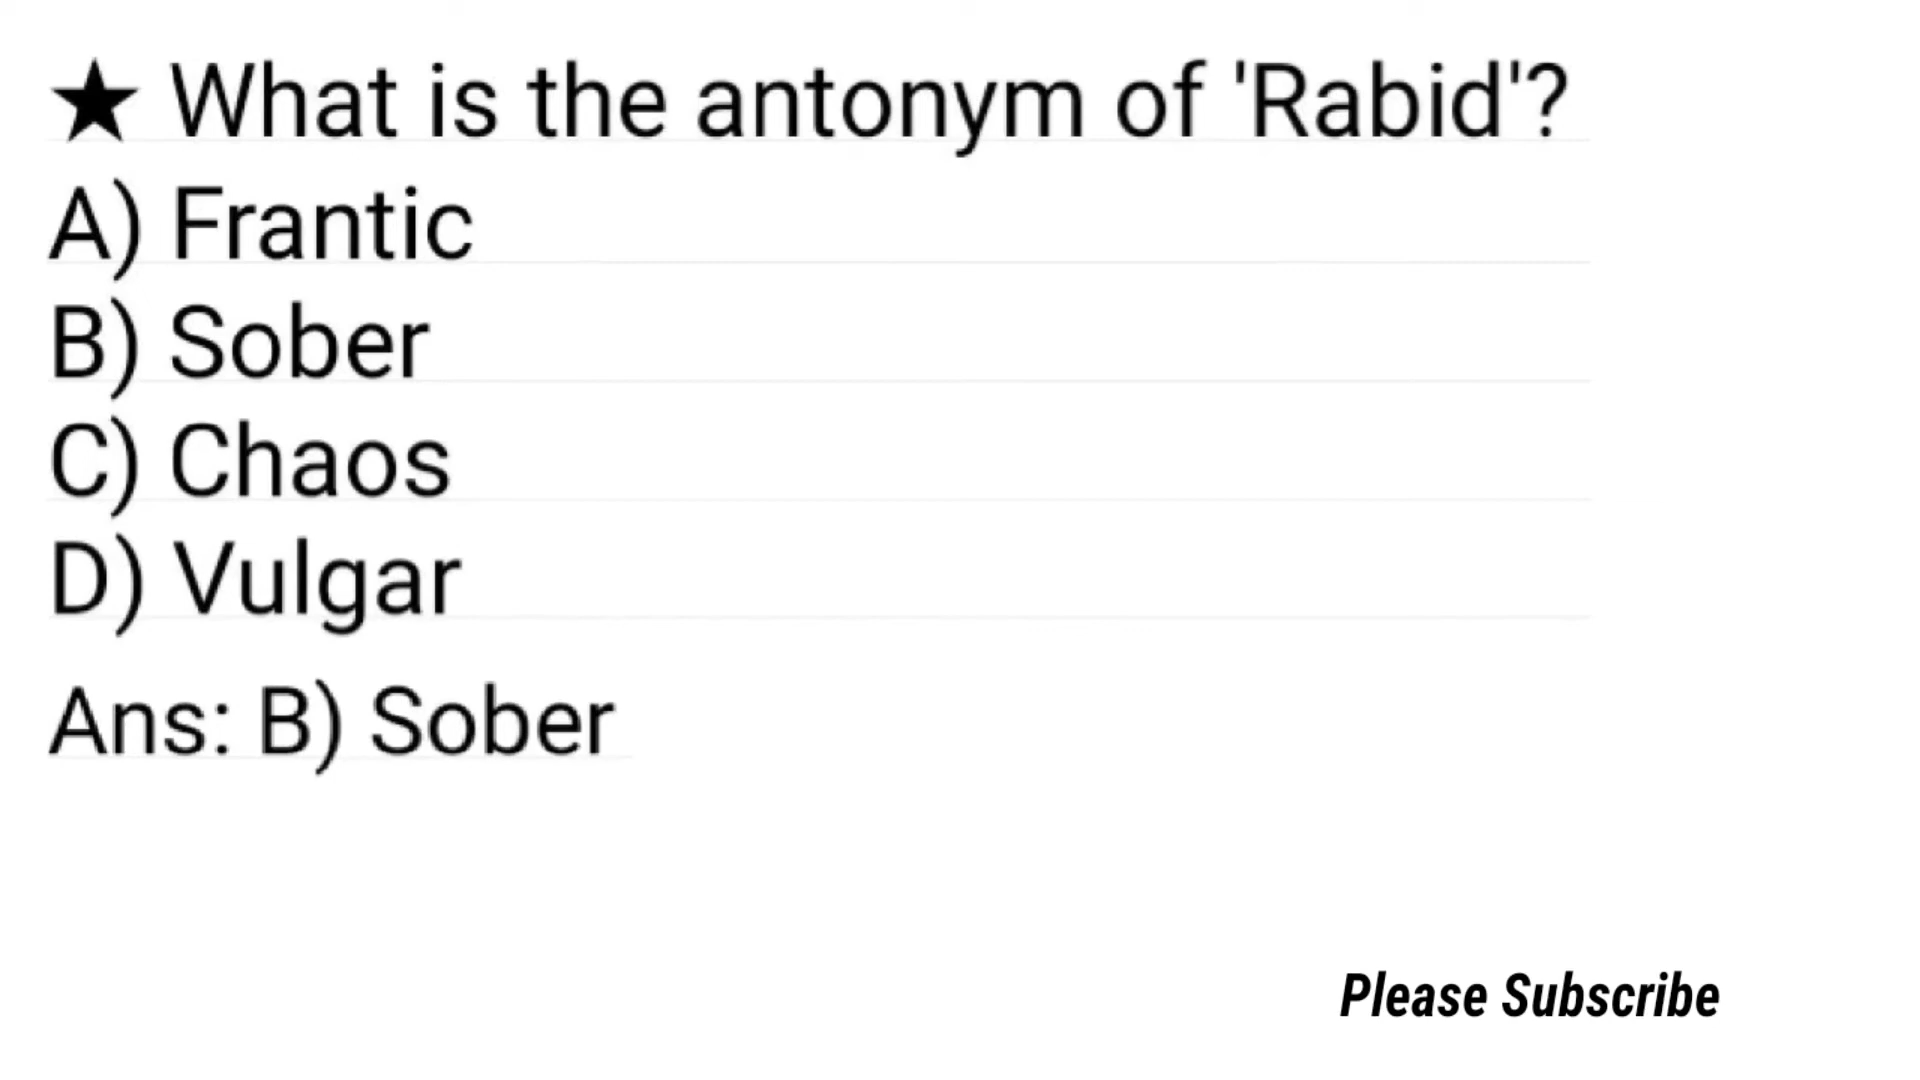 ★ What is the antonym of 'Rabid'?
A) Frantic
B) Sober
C) Chaos
D) Vulgar
Ans: B) Sober
Please Subscribe